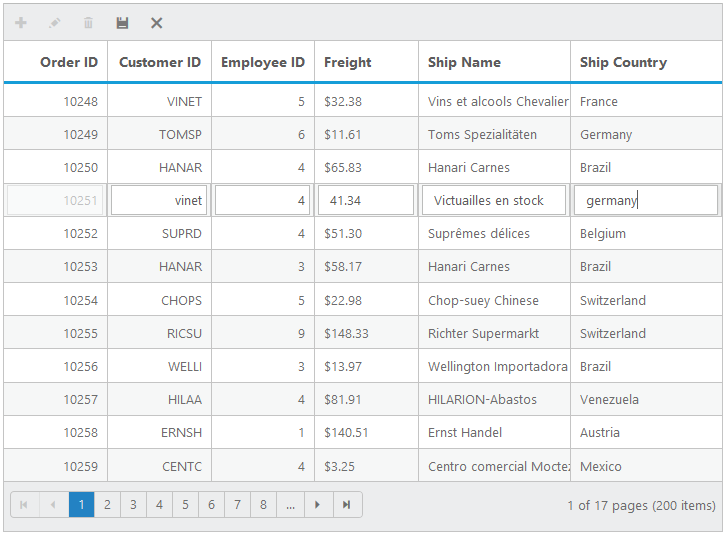 Order ID Customer ID Employee ID Freight Ship Name Ship Country
10248 VINET 5 $32.38 Vins et alcools Chevalier France
10249 TOMSP 6 $11.61 Toms Spezialitäten Germany
10250 HANAR 4 $65.83 Hanari Carnes Brazil
10251 vinet 4 41.34 Victuailles en stock germany
10252 SUPRD 4 $51.30 Suprêmes délices Belgium
10253 HANAR 3 $58.17 Hanari Carnes Brazil
10254 CHOPS 5 $22.98 Chop-suey Chinese Switzerland
10255 RICSU 9 $148.33 Richter Supermarkt Switzerland
10256 WELLI 3 $13.97 Wellington Importadora Brazil
10257 HILAA 4 $81.91 HILARION-Abastos Venezuela
10258 ERNSH 1 $140.51 Ernst Handel Austria
10259 CENTC 4 $3.25 Centro comercial Moctez Mexico
1 2 3 4 5 6 7 8 ... 1 of 17 pages (200 items)